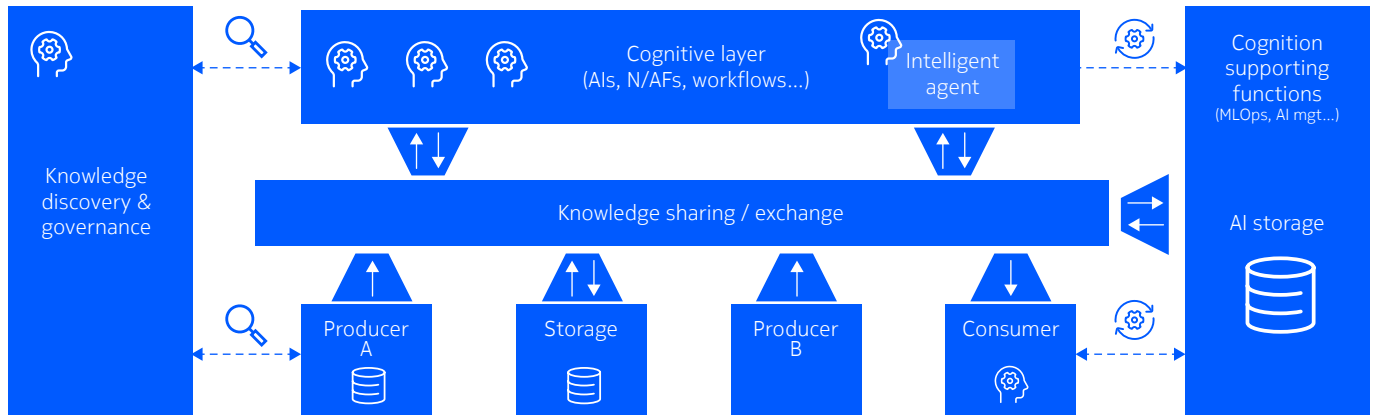 Knowledge
discovery &
governance
Cognitive layer
(AIs, N/AFs, workflows...)
Intelligent
agent
Cognition
supporting
functions
(MLOps, AI mgt...)
Knowledge sharing / exchange
AI storage
Producer
A
Storage
Producer
B
Consumer